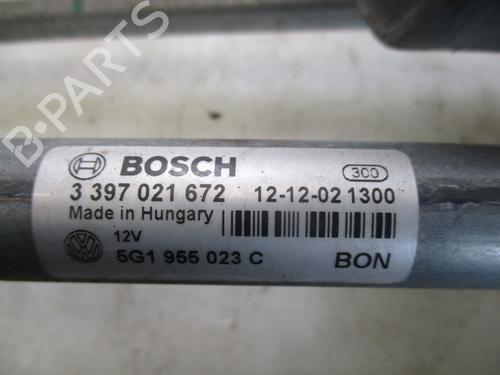 B-PARTS
BOSCH
300
3 397 021 672 12-12-02 1300
Made in Hungary
12V
5G1 955 023 C BON